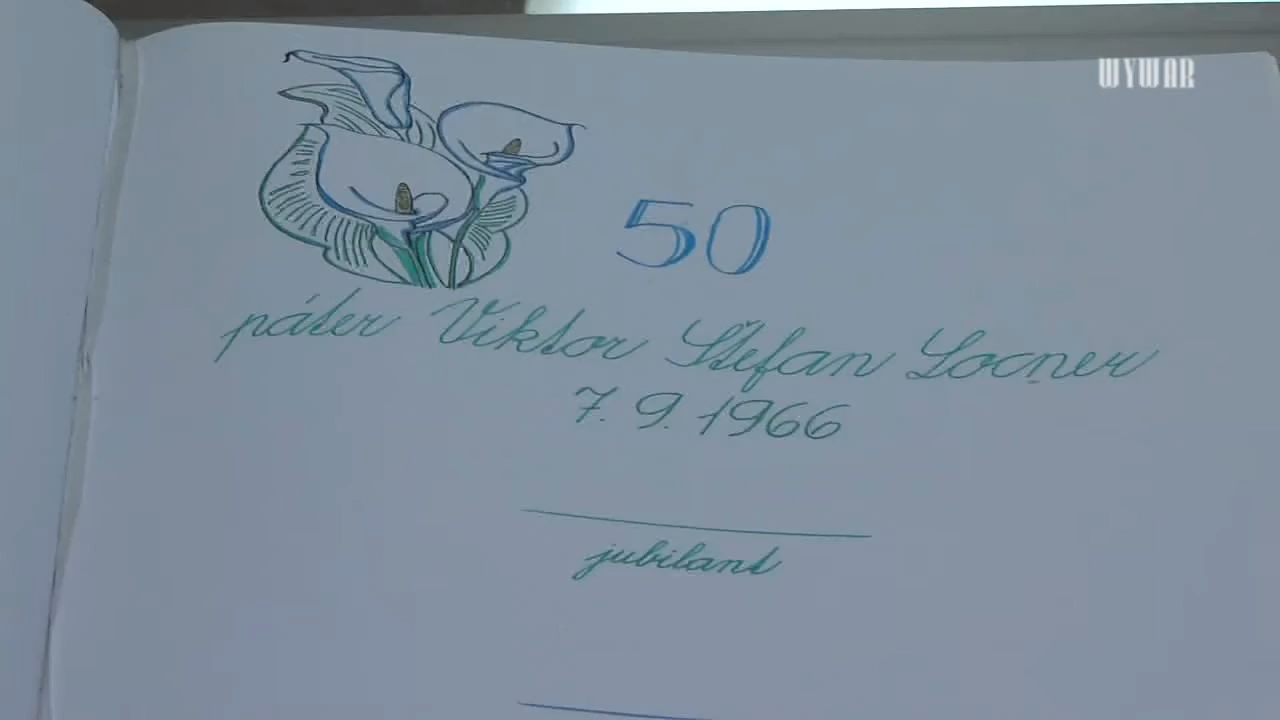 WYWAR
50
páter Viktor Štefan Locner
7. 9. 1966
jubilant